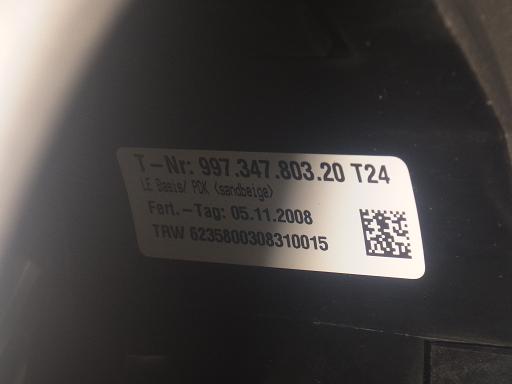 T-Nr: 997.347.803.20 T24
LE Basis/ PDK (sandbeige)
Fert.-Tag: 05.11.2008
TRW 6235800308310015